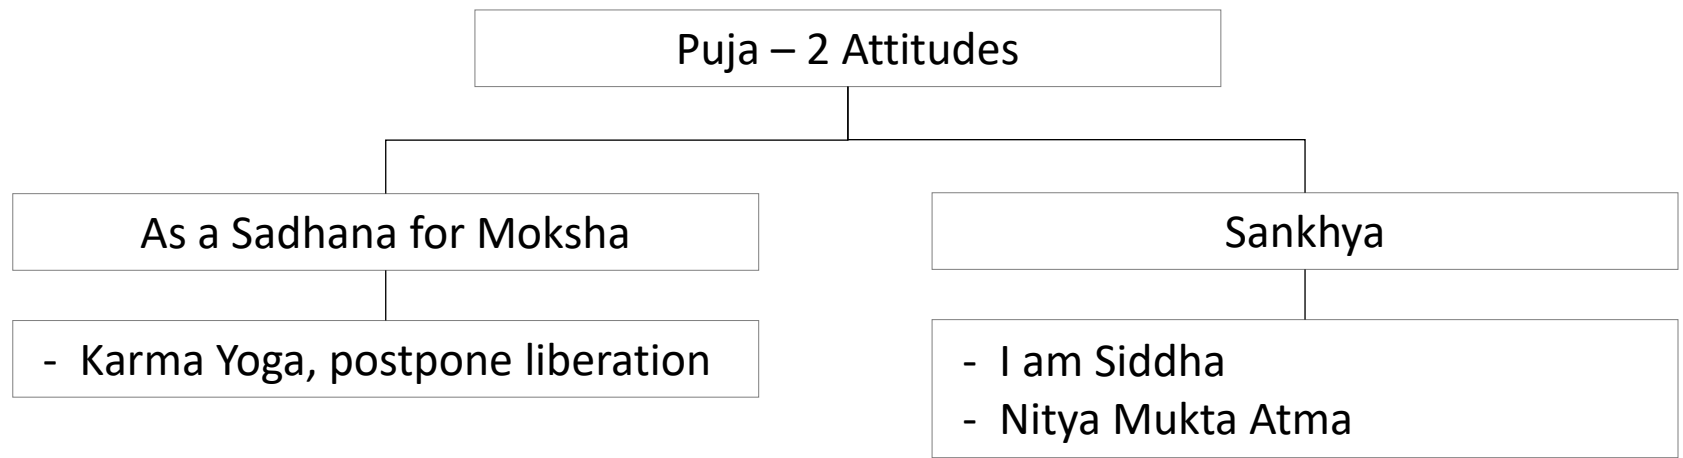 Puja – 2 Attitudes
As a Sadhana for Moksha
- Karma Yoga, postpone liberation
Sankhya
- I am Siddha
- Nitya Mukta Atma